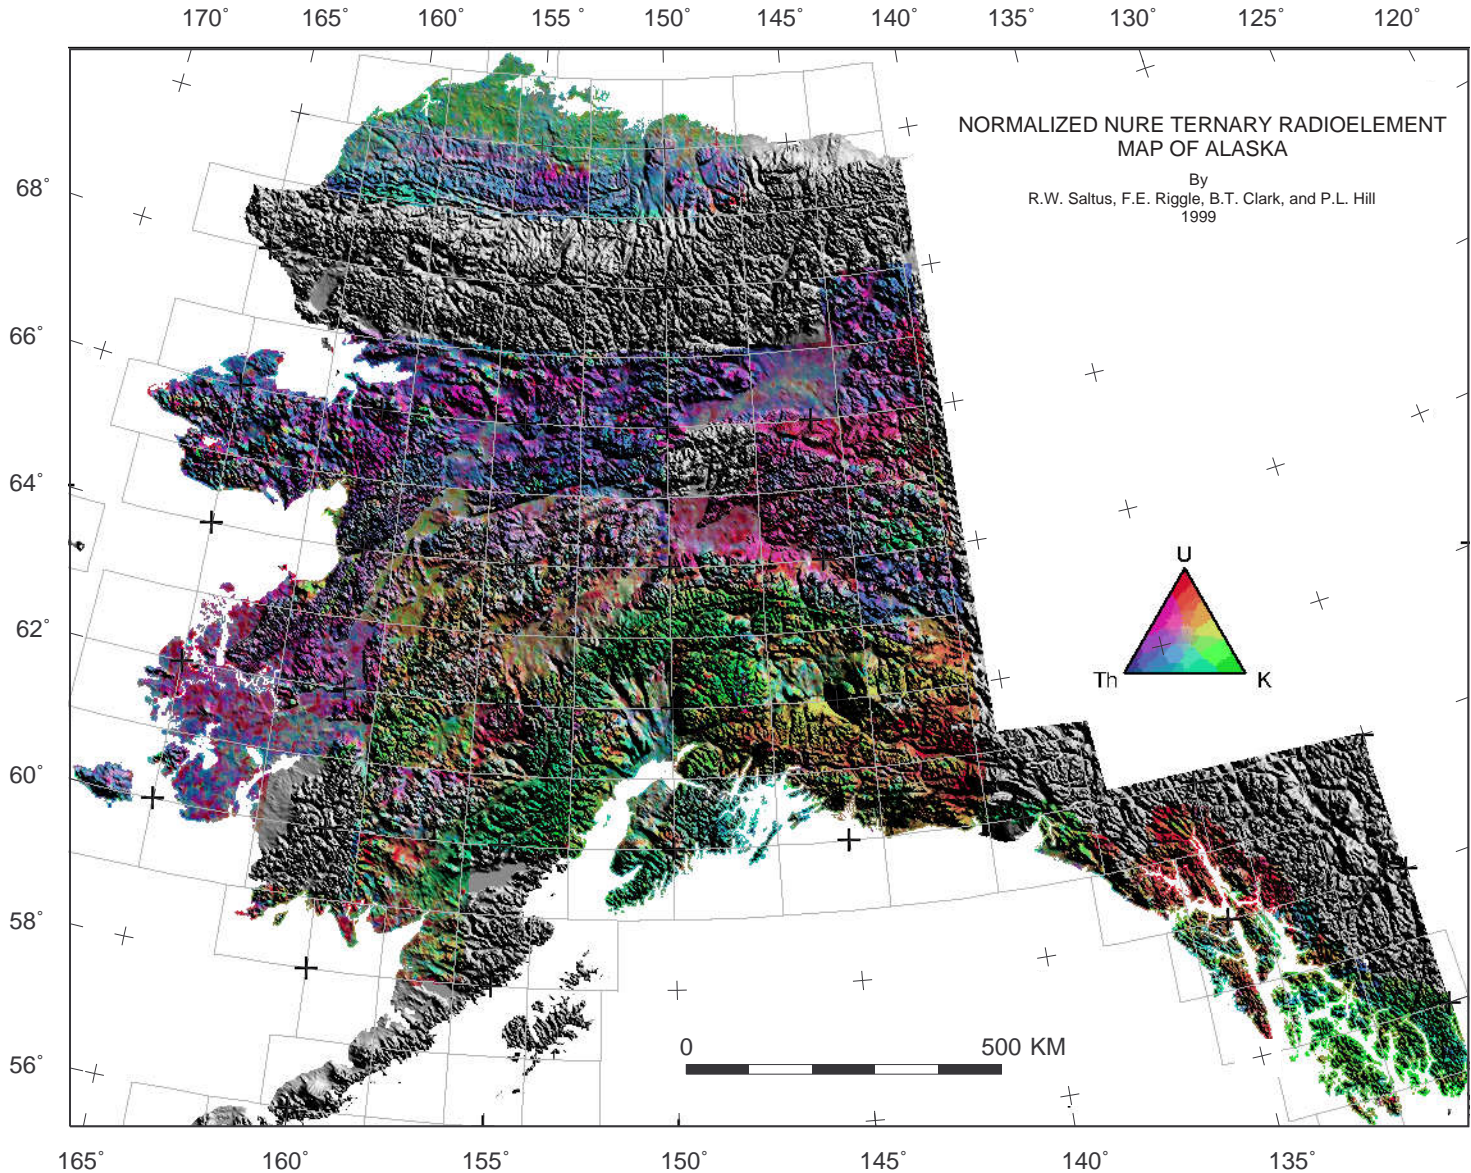 170° 165° 160° 155° 150° 145° 140° 135° 130° 125° 120°
NORMALIZED NURE TERNARY RADIOELEMENT
MAP OF ALASKA
By
R.W. Saltus, F.E. Riggle, B.T. Clark, and P.L. Hill
1999
68°
66°
64°
62°
60°
58°
56°
U
Th K
0 500 KM
165° 160° 155° 150° 145° 140° 135°